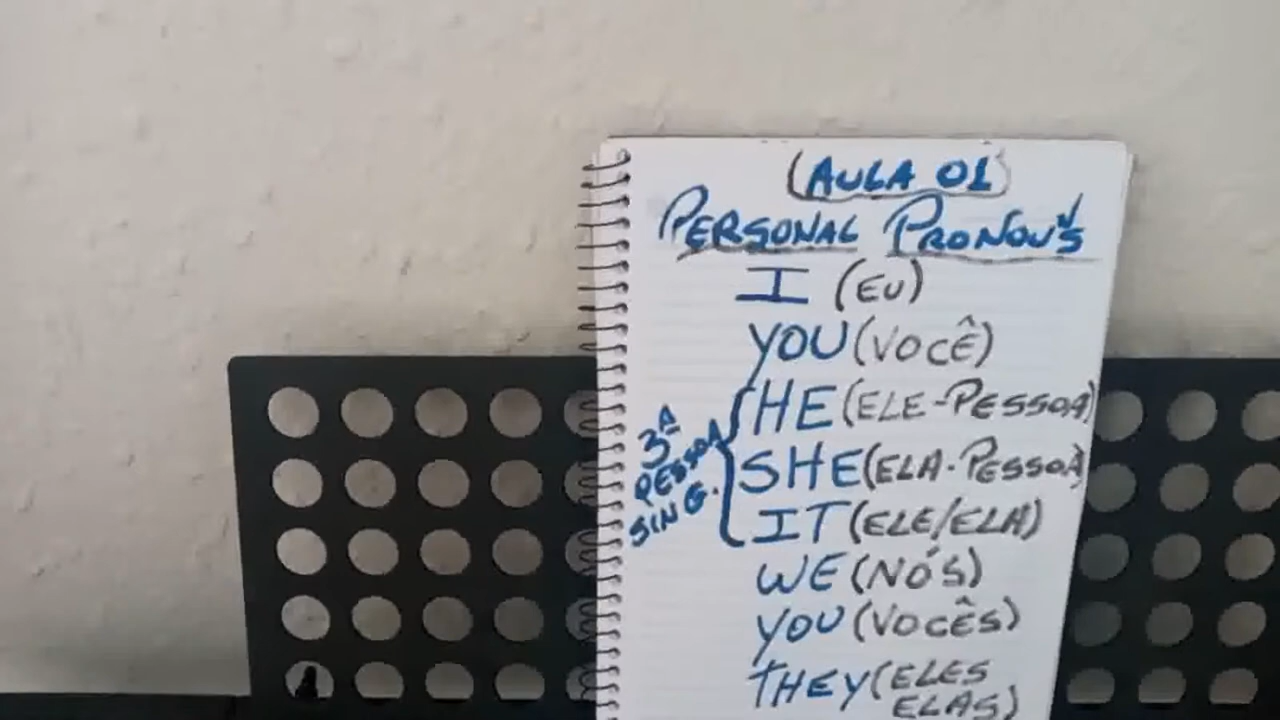 (AULA 01)
PERSONAL PRONOUNS
I (EU)
YOU (VOCÊ)
HE (ELE-PESSOA)
SHE (ELA-PESSOA)
IT (ELE/ELA)
3ª
PESSOA
SING.
WE (NÓS)
YOU (VOCÊS)
THEY (ELES
ELAS)